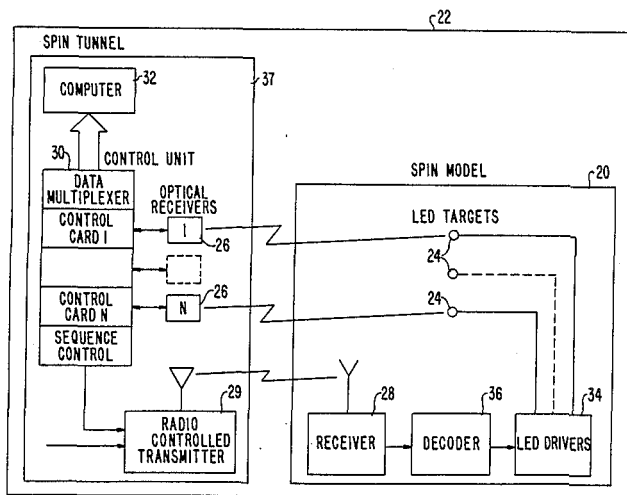 22
SPIN TUNNEL
37
COMPUTER
32
30
CONTROL UNIT
DATA
MULTIPLEXER
CONTROL
CARD I
OPTICAL
RECEIVERS
I
26
CONTROL
CARD N
N
26
SEQUENCE
CONTROL
29
RADIO
CONTROLLED
TRANSMITTER
SPIN MODEL
20
LED TARGETS
24
24
28
RECEIVER
36
DECODER
34
LED DRIVERS